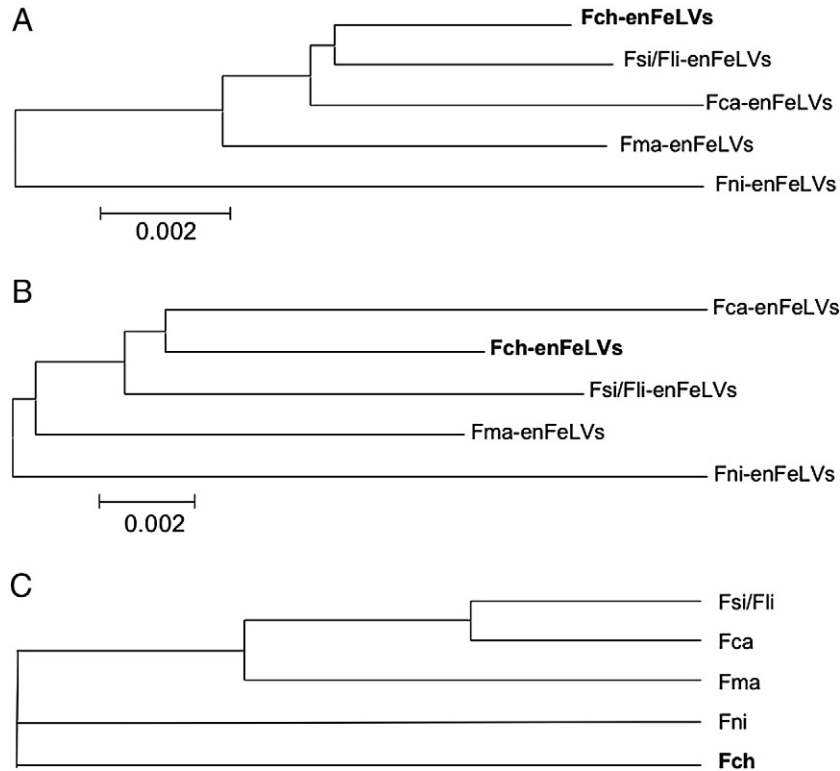 A
Fch-enFeLVs
Fsi/Fli-enFeLVs
Fca-enFeLVs
Fma-enFeLVs
Fni-enFeLVs
0.002
B
Fca-enFeLVs
Fch-enFeLVs
Fsi/Fli-enFeLVs
Fma-enFeLVs
Fni-enFeLVs
0.002
C
Fsi/Fli
Fca
Fma
Fni
Fch